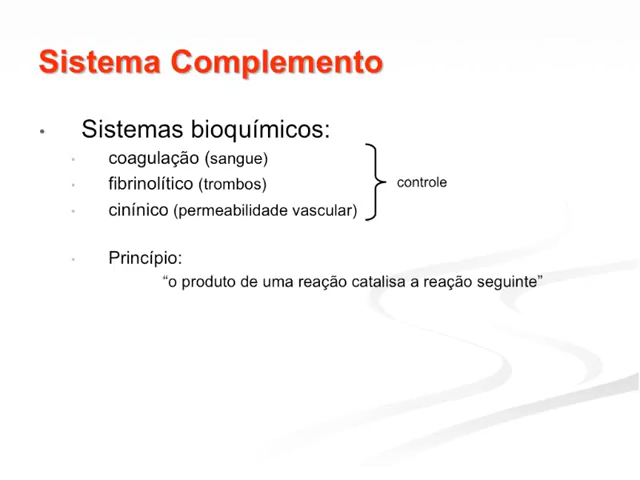 Sistema Complemento
• Sistemas bioquímicos:
• coagulação (sangue)
• fibrinolítico (trombos)
controle
• cinínico (permeabilidade vascular)
• Princípio:
“o produto de uma reação catalisa a reação seguinte”